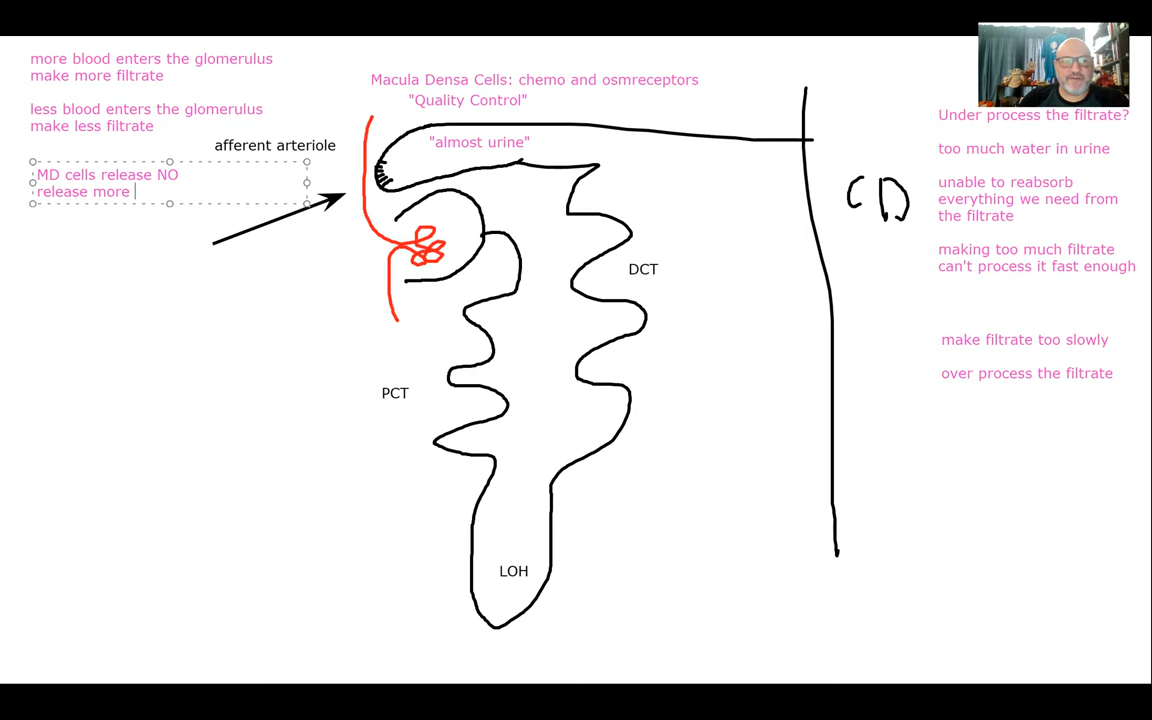 more blood enters the glomerulus
make more filtrate
less blood enters the glomerulus
make less filtrate
afferent arteriole
MD cells release NO
release more
Macula Densa Cells: chemo and osmreceptors
"Quality Control"
"almost urine"
DCT
PCT
LOH
CD
Under process the filtrate?
too much water in urine
unable to reabsorb
everything we need from
the filtrate
making too much filtrate
can't process it fast enough
make filtrate too slowly
over process the filtrate